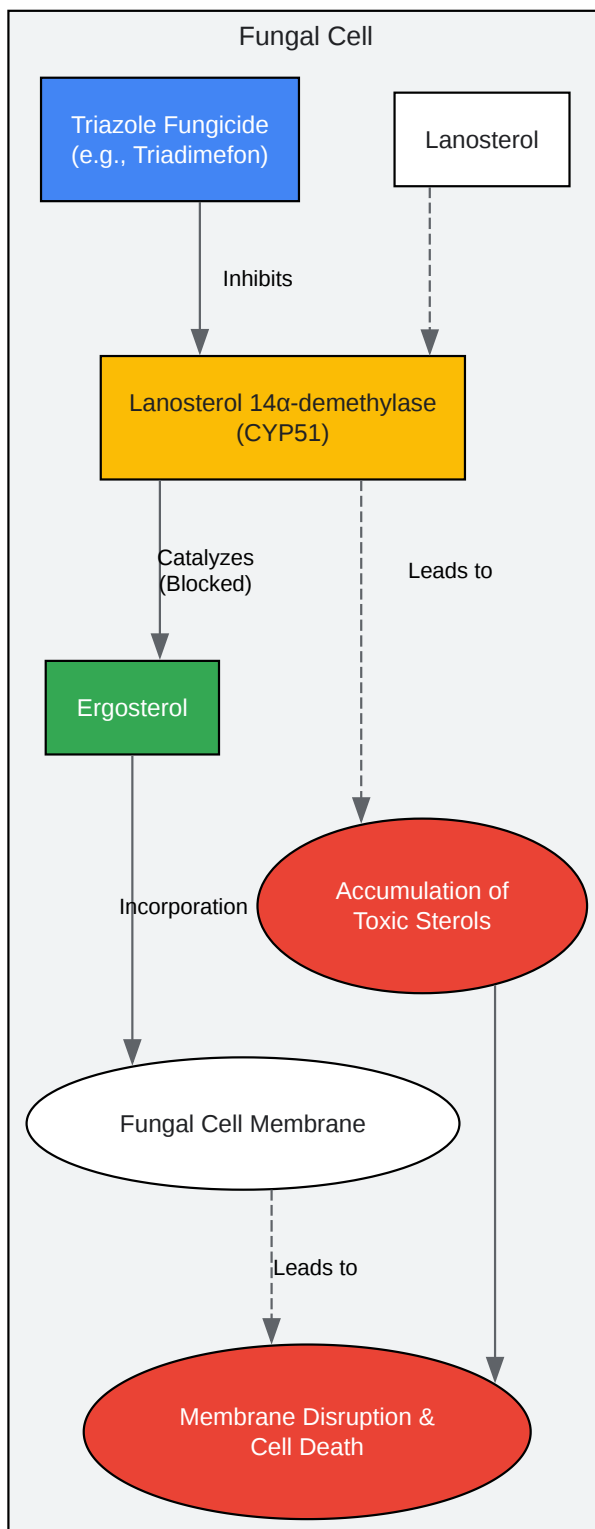 Fungal Cell
Triazole Fungicide
(e.g., Triadimefon)
Lanosterol
Inhibits
Lanosterol 14α-demethylase
(CYP51)
Catalyzes
(Blocked)
Leads to
Ergosterol
Accumulation of
Toxic Sterols
Incorporation
Fungal Cell Membrane
Leads to
Membrane Disruption &
Cell Death